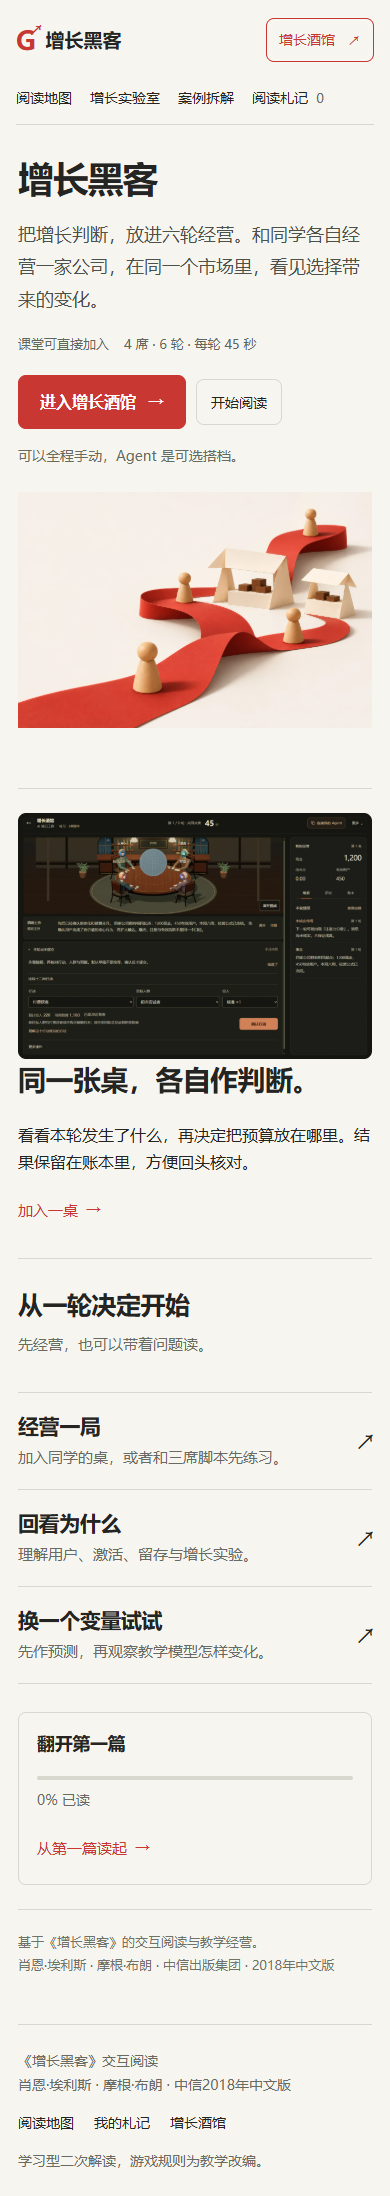 增长黑客
增长酒馆 ↗
阅读地图 增长实验室 案例拆解 阅读札记 0
增长黑客
把增长判断，放进六轮经营。和同学各自经
营一家公司，在同一个市场里，看见选择带
来的变化。
课堂可直接加入 4 席 · 6 轮 · 每轮 45 秒
进入增长酒馆 →
开始阅读
可以全程手动，Agent 是可选搭档。
增长酒馆
45
1,200
同一张桌，各自作判断。
看看本轮发生了什么，再决定把预算放在哪里。结
果保留在账本里，方便回头核对。
加入一桌 →
从一轮决定开始
先经营，也可以带着问题读。
经营一局
加入同学的桌，或者和三席脚本先练习。
↗
回看为什么
理解用户、激活、留存与增长实验。
↗
换一个变量试试
先作预测，再观察教学模型怎样变化。
↗
翻开第一篇
0% 已读
从第一篇读起 →
基于《增长黑客》的交互阅读与教学经营。
肖恩·埃利斯 · 摩根·布朗 · 中信出版集团 · 2018年中文版
《增长黑客》交互阅读
肖恩·埃利斯 · 摩根·布朗 · 中信2018年中文版
阅读地图 我的札记 增长酒馆
学习型二次解读，游戏规则为教学改编。